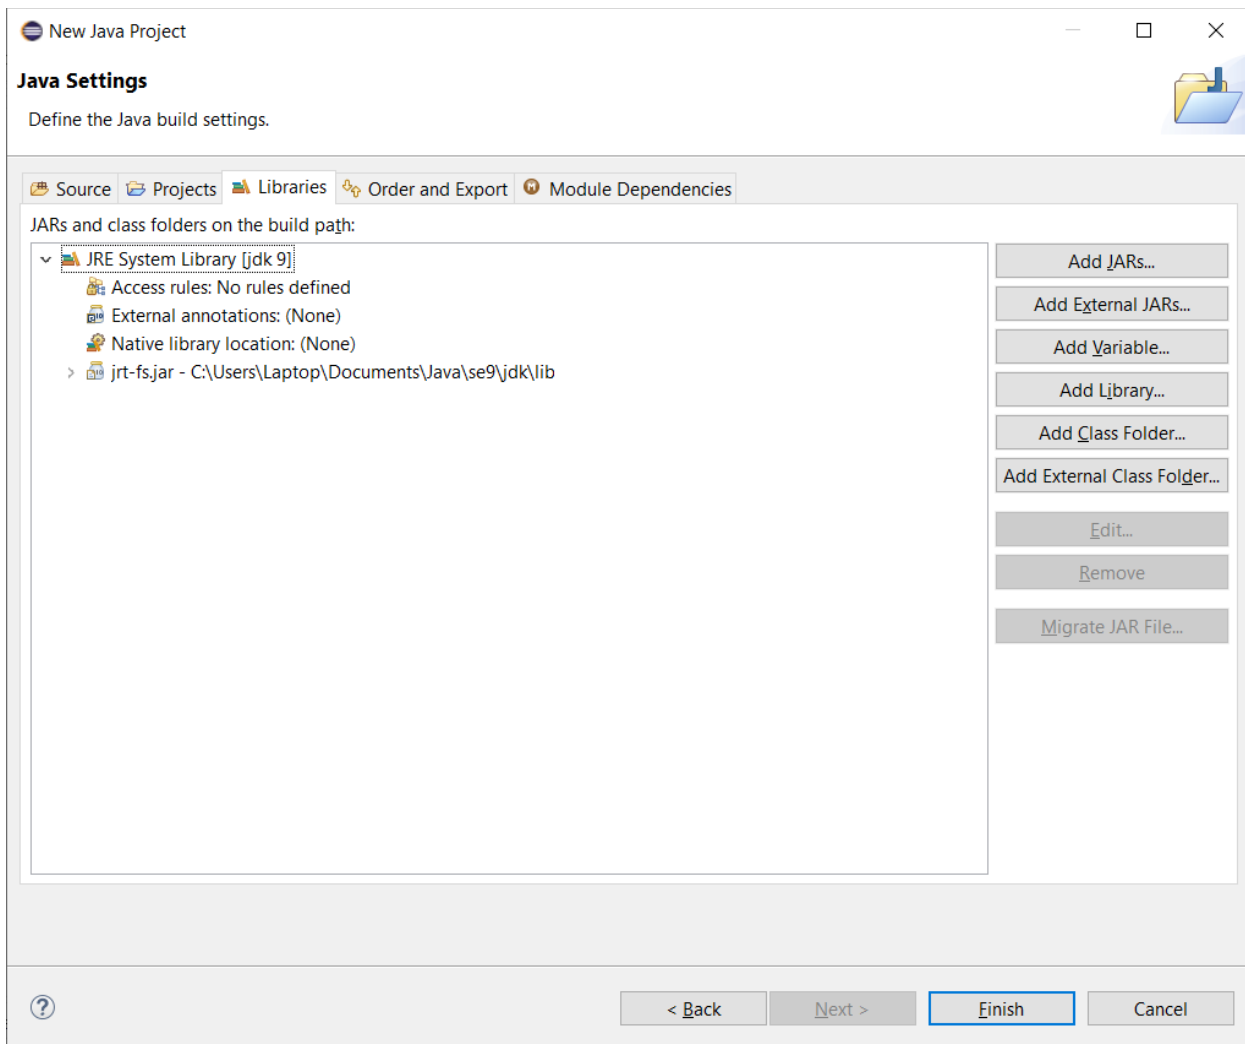 New Java Project
Java Settings
Define the Java build settings.
Source Projects Libraries Order and Export Module Dependencies
JARs and class folders on the build path:
JRE System Library [jdk 9]
Access rules: No rules defined
External annotations: (None)
Native library location: (None)
jrt-fs.jar - C:\Users\Laptop\Documents\Java\se9\jdk\lib
Add JARs...
Add External JARs...
Add Variable...
Add Library...
Add Class Folder...
Add External Class Folder...
Edit...
Remove
Migrate JAR File...
< Back Next > Finish Cancel